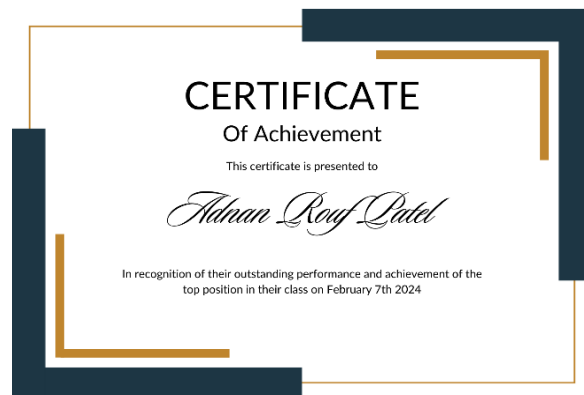 CERTIFICATE
Of Achievement
This certificate is presented to
Adnan Rouf Patel
In recognition of their outstanding performance and achievement of the
top position in their class on February 7th 2024